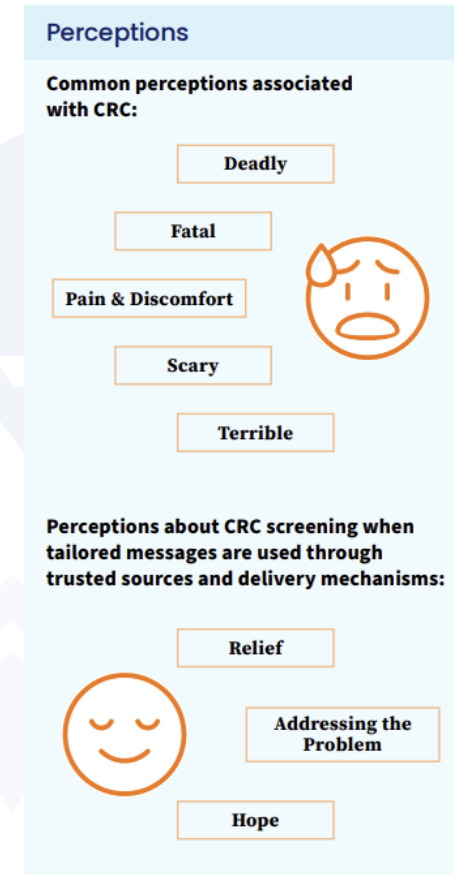 Perceptions
Common perceptions associated
with CRC:
Deadly
Fatal
Pain & Discomfort
Scary
Terrible
Perceptions about CRC screening when
tailored messages are used through
trusted sources and delivery mechanisms:
Relief
Addressing the
Problem
Hope